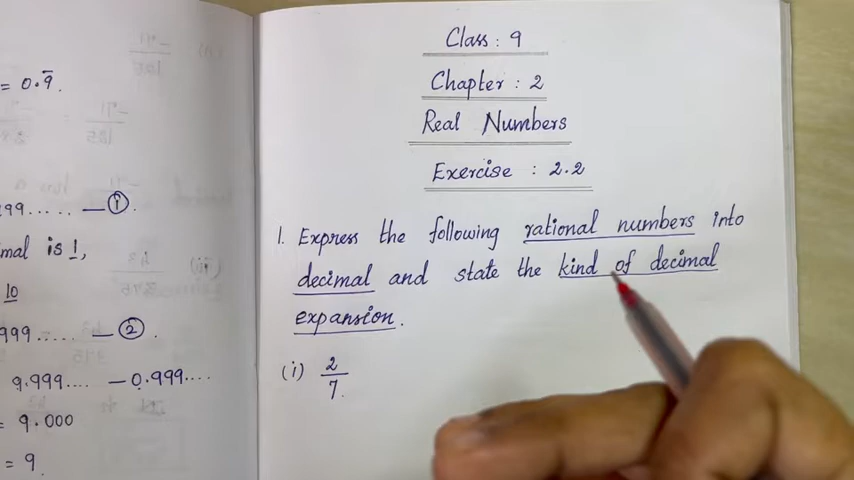 = 0.9̄.
999...... — ①
mal is 1,
10
999...... — ②
9.999.... - 0.999....
= 9.000
= 9
Class : 9
Chapter : 2
Real Numbers
Exercise : 2.2
1. Express the following rational numbers into
decimal and state the kind of decimal
expansion.
(i) 2/7